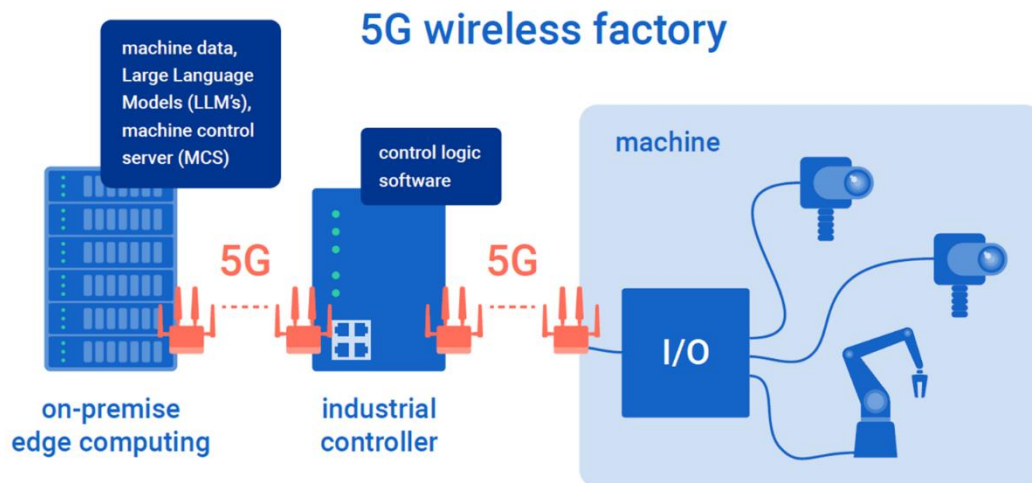 5G wireless factory
machine data,
Large Language
Models (LLM's),
machine control
server (MCS)
control logic
software
machine
5G
5G
I/O
on-premise
edge computing
industrial
controller